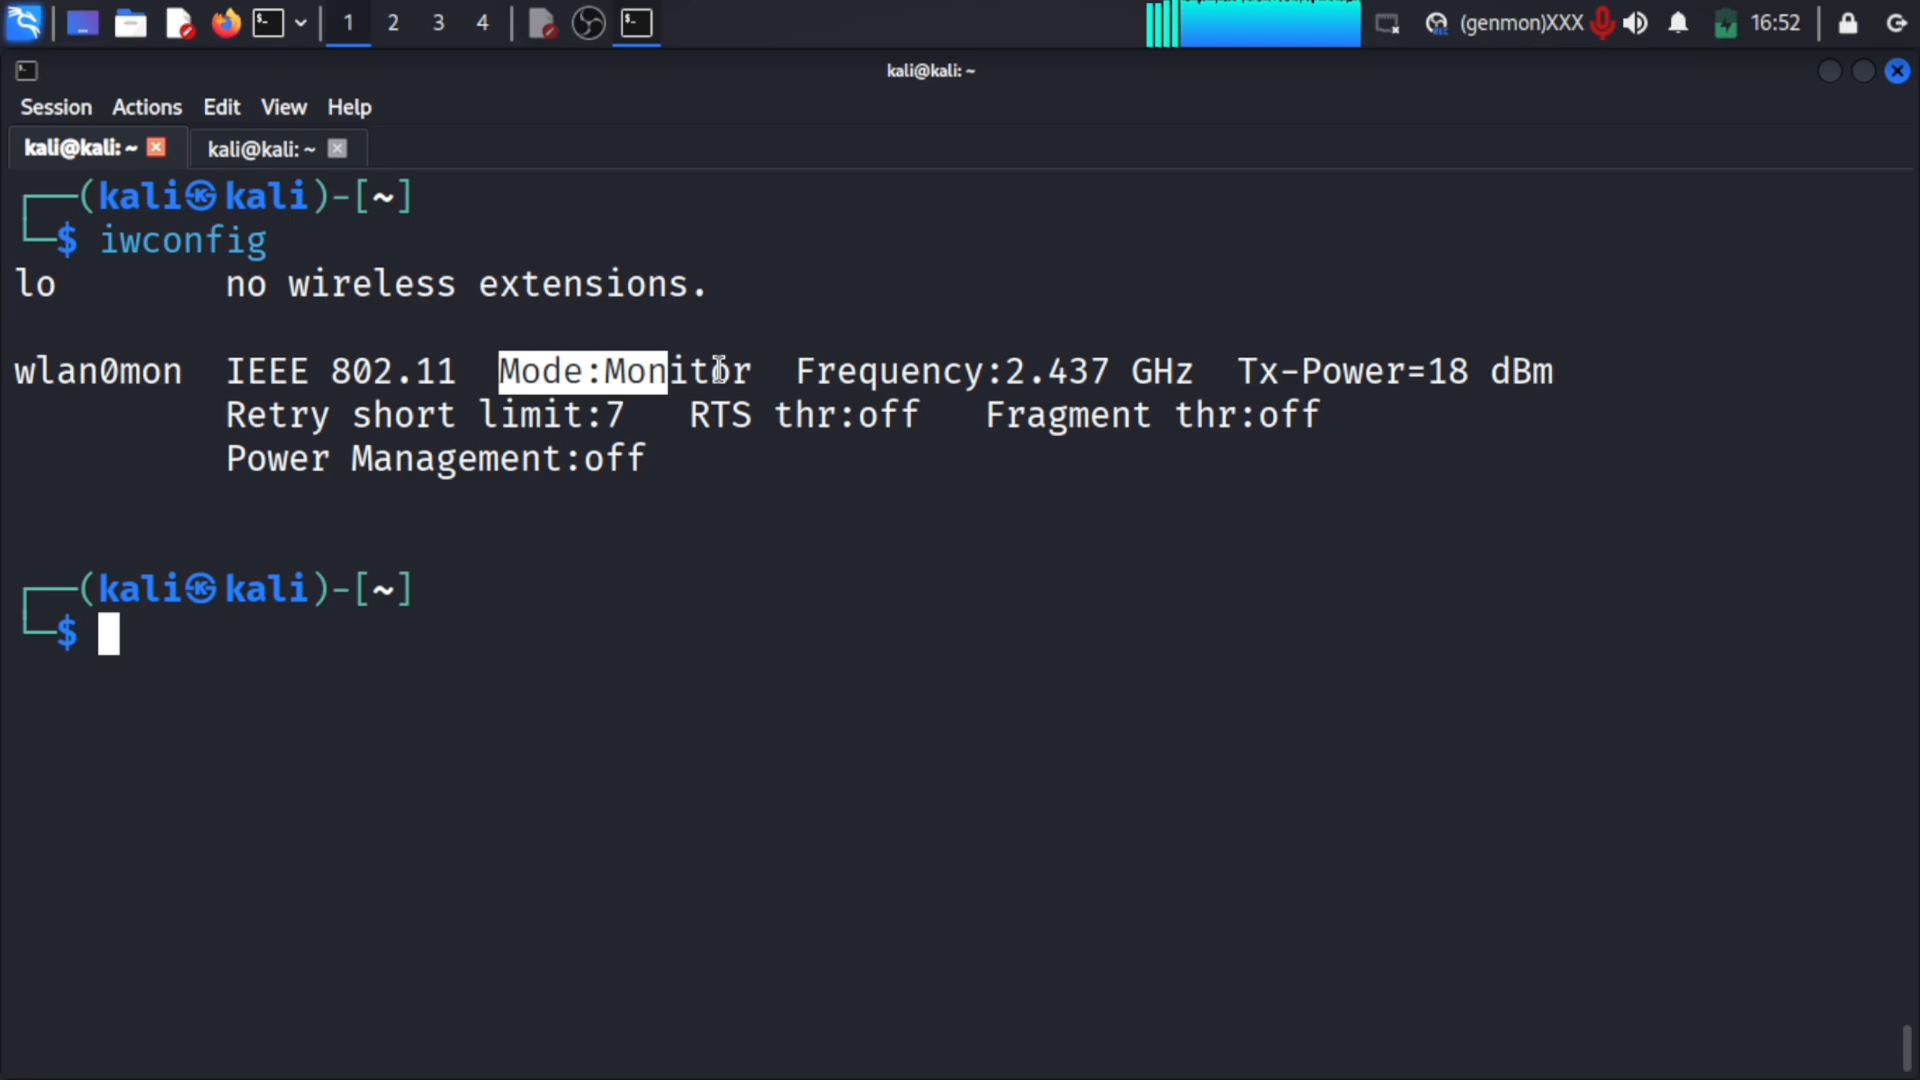 1 2 3 4 (genmon)XXX 16:52
kali@kali: ~
Session Actions Edit View Help
kali@kali: ~ kali@kali: ~
┌──(kali㉿kali)-[~]
└─$ iwconfig
lo        no wireless extensions.
wlan0mon  IEEE 802.11  Mode:Monitor  Frequency:2.437 GHz  Tx-Power=18 dBm
Retry short limit:7   RTS thr:off   Fragment thr:off
Power Management:off
┌──(kali㉿kali)-[~]
└─$